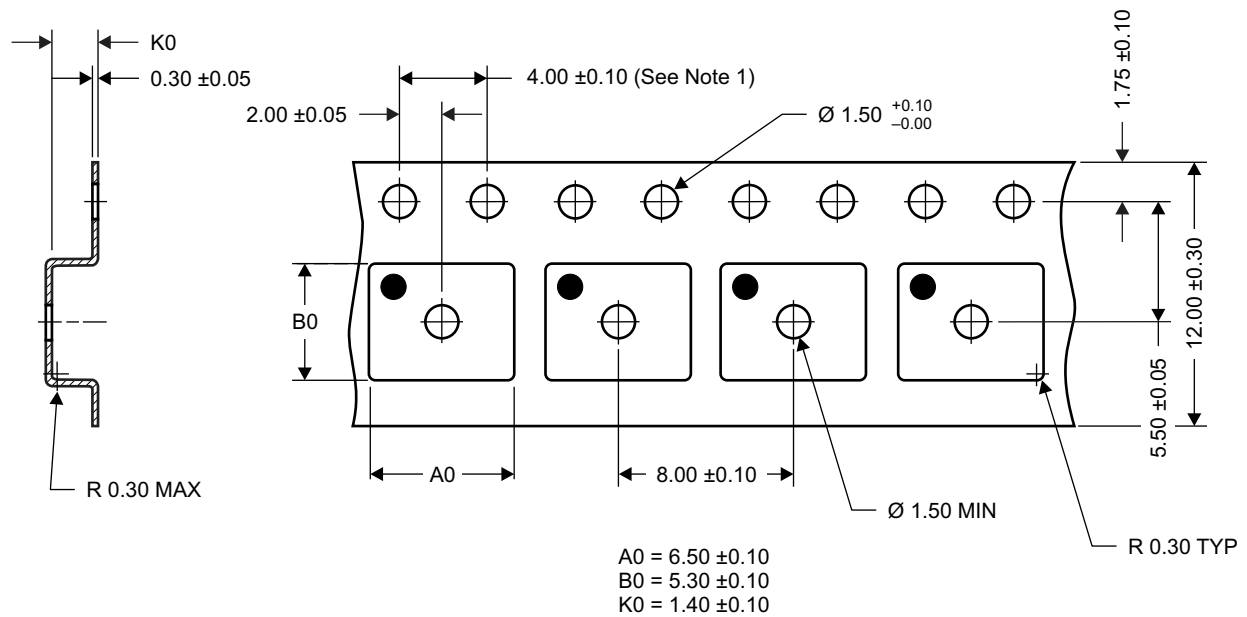 K0
0.30 ±0.05
4.00 ±0.10 (See Note 1)
2.00 ±0.05
Ø 1.50 +0.10 –0.00
1.75 ±0.10
B0
12.00 ±0.30
5.50 ±0.05
A0
8.00 ±0.10
R 0.30 MAX
Ø 1.50 MIN
R 0.30 TYP
A0 = 6.50 ±0.10
B0 = 5.30 ±0.10
K0 = 1.40 ±0.10